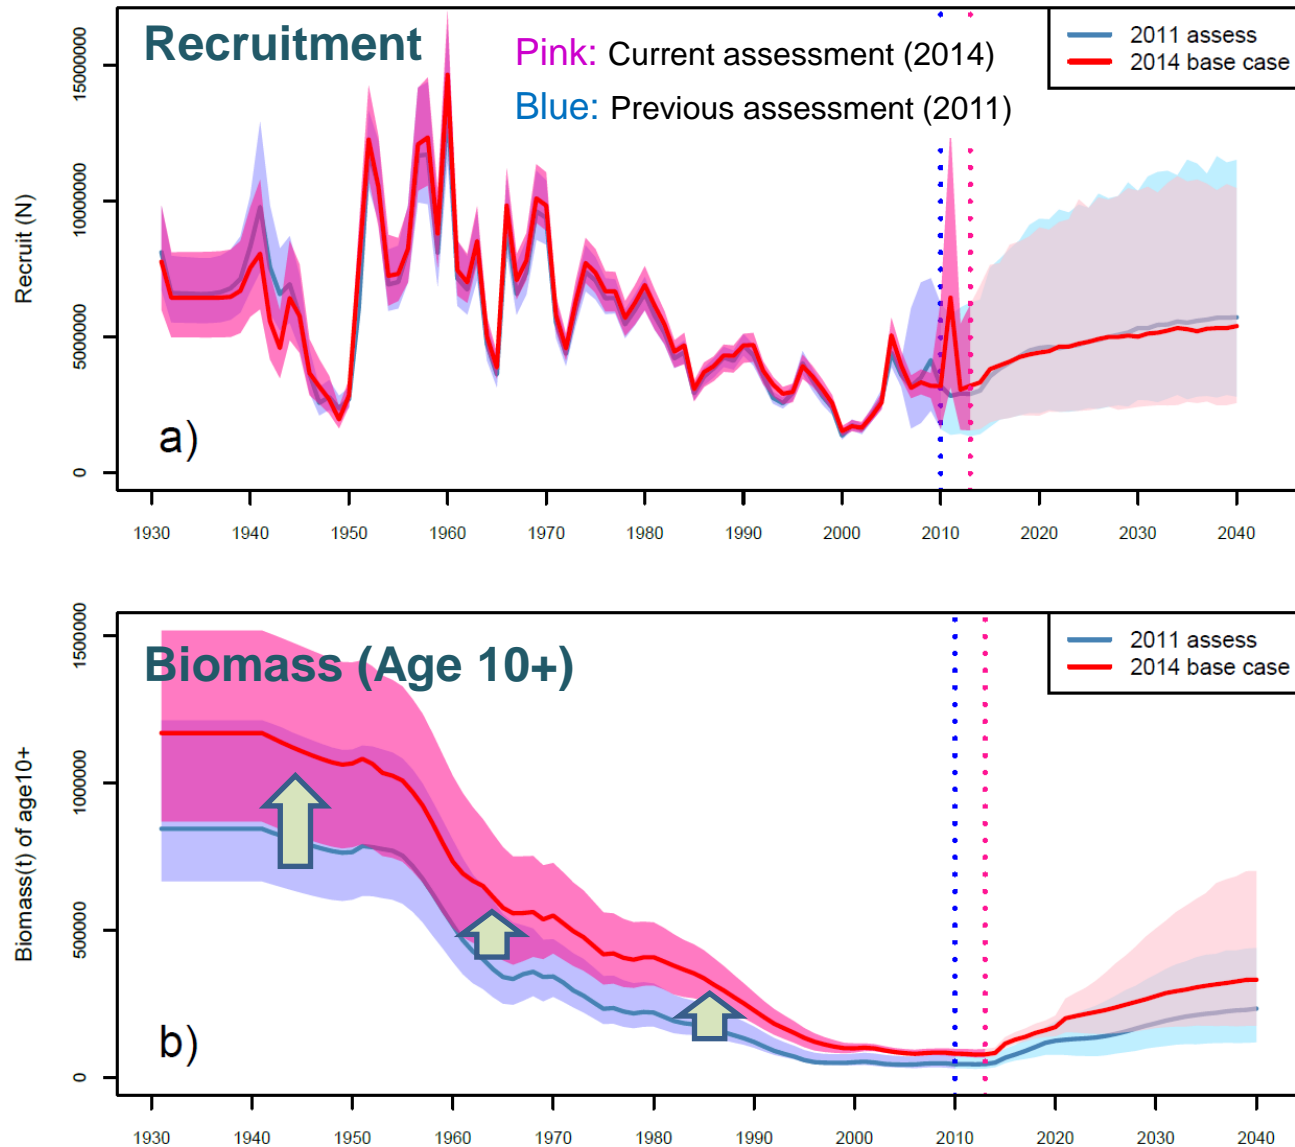 Recruitment
Pink: Current assessment (2014)
Blue: Previous assessment (2011)
2011 assess
2014 base case
Recruit (N)
15000000
10000000
5000000
0
a)
1930 1940 1950 1960 1970 1980 1990 2000 2010 2020 2030 2040
Biomass (Age 10+)
2011 assess
2014 base case
Biomass(t) of age10+
1500000
1000000
500000
0
b)
1930 1940 1950 1960 1970 1980 1990 2000 2010 2020 2030 2040